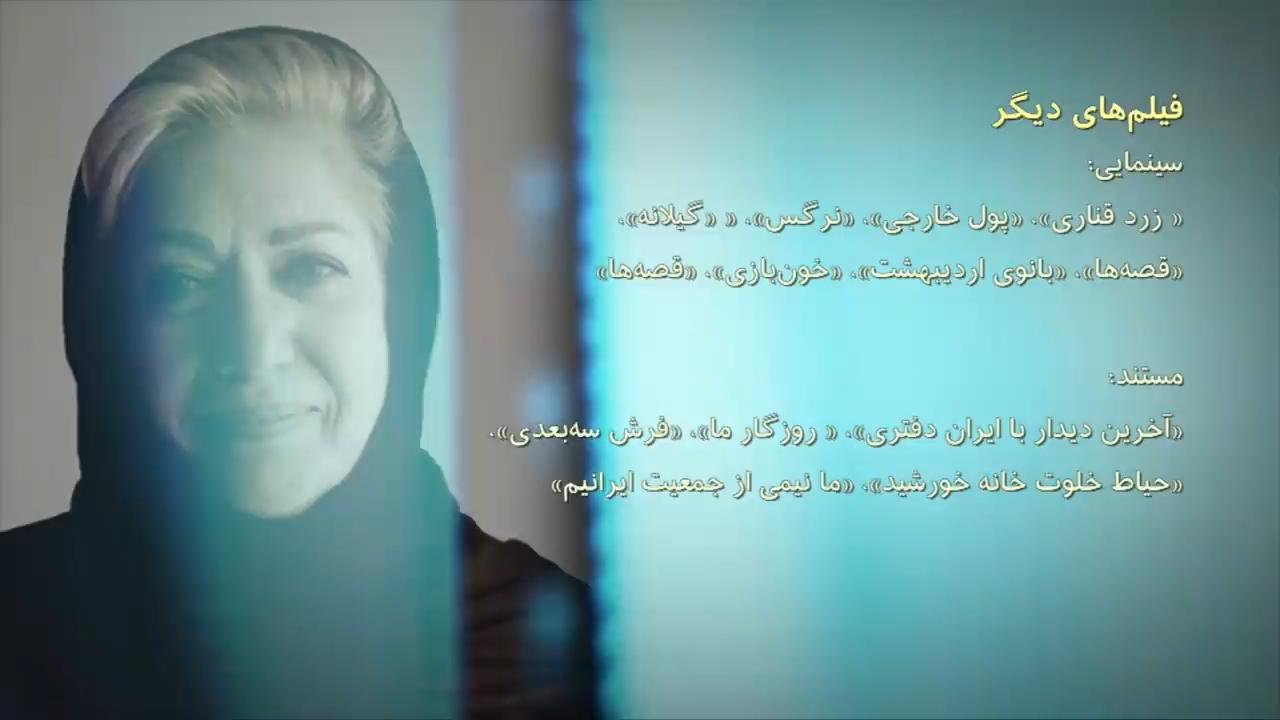 فیلم‌های دیگر
سینمایی:
« زرد قناری»، «پول خارجی»، «نرگس»، « «گیلانه»،
«قصه‌ها»، «بانوی اردیبهشت»، «خون‌بازی»، «قصه‌ها»
مستند:
«آخرین دیدار با ایران دفتری»، « روزگار ما»، «فرش سه‌بعدی»،
«حیاط خلوت خانه خورشید»، «ما نیمی از جمعیت ایرانیم»